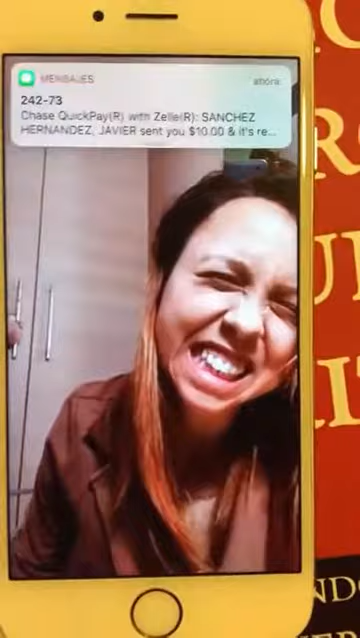 MENSAJES
ahora
242-73
Chase QuickPay(R) with Zelle(R): SANCHEZ
HERNANDEZ, JAVIER sent you $10.00 & it's re...